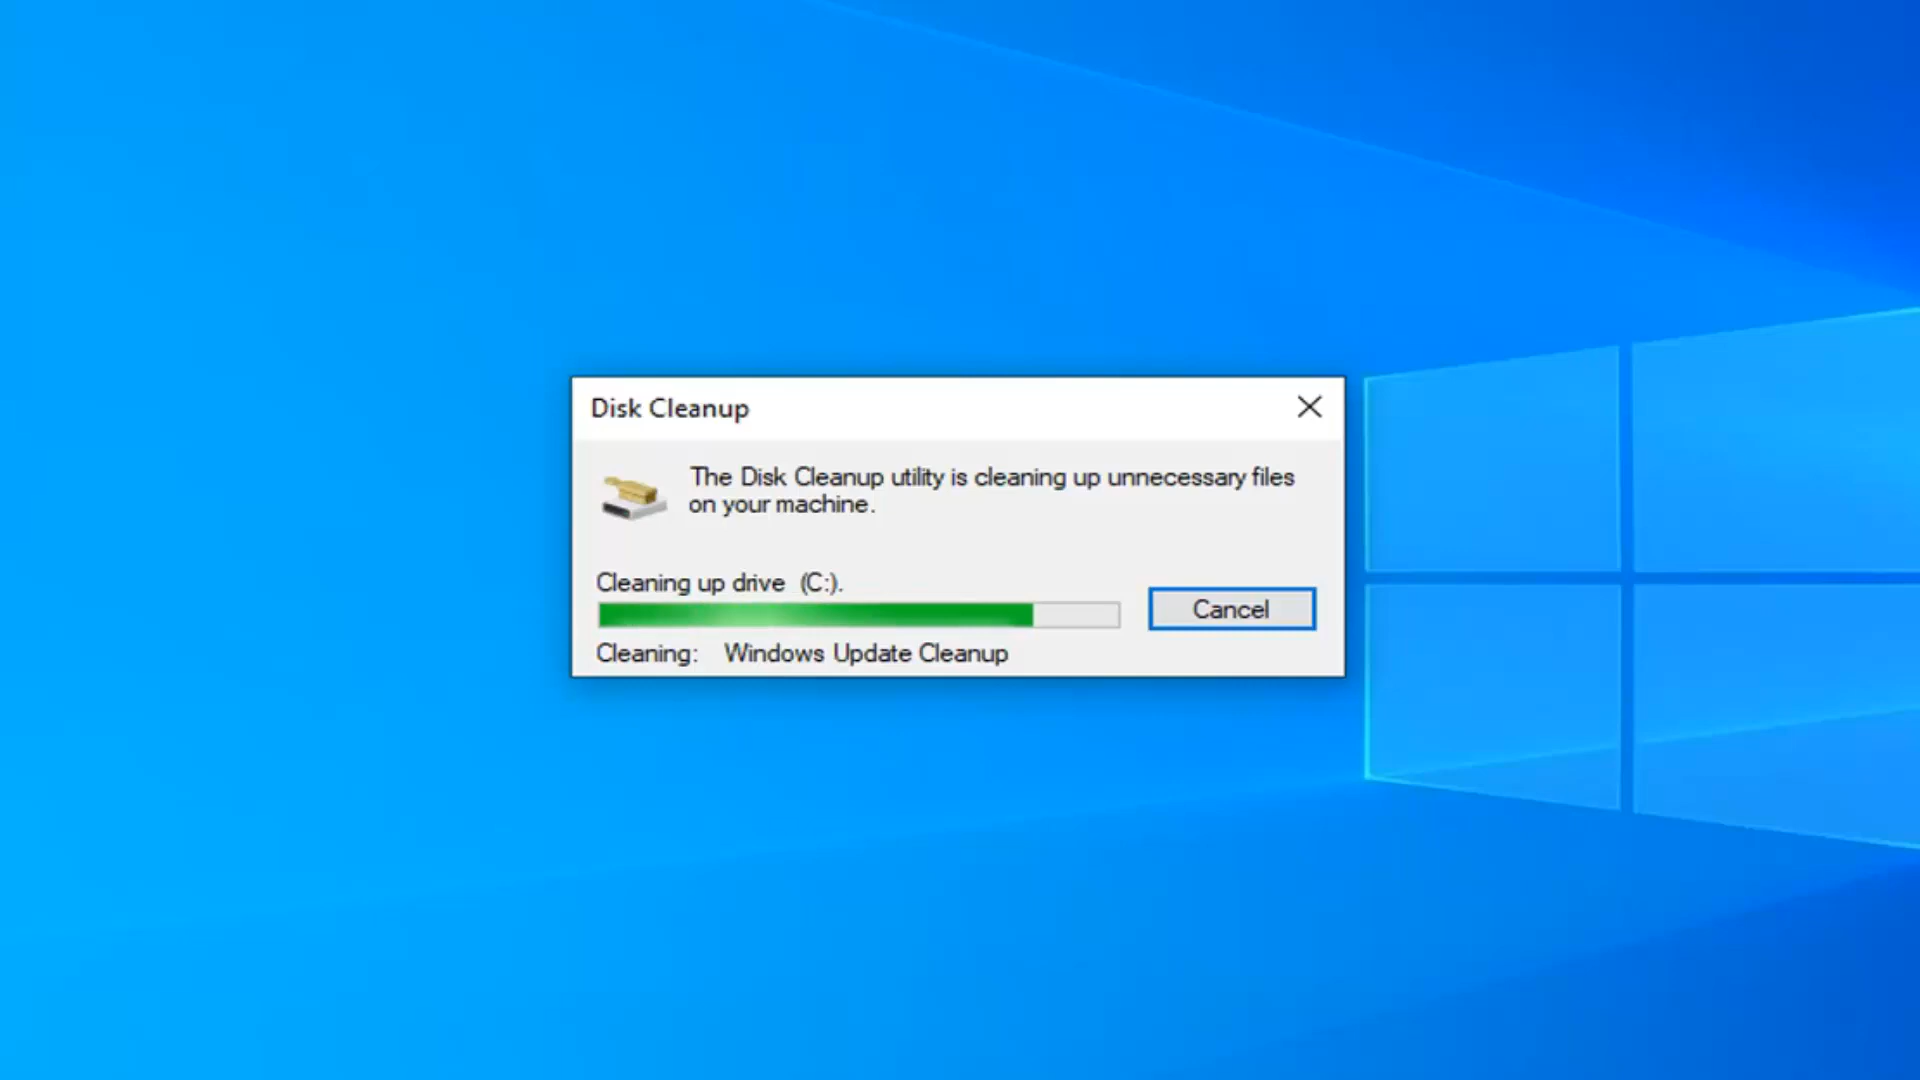 Disk Cleanup
The Disk Cleanup utility is cleaning up unnecessary files
on your machine.
Cleaning up drive  (C:).
Cancel
Cleaning:   Windows Update Cleanup